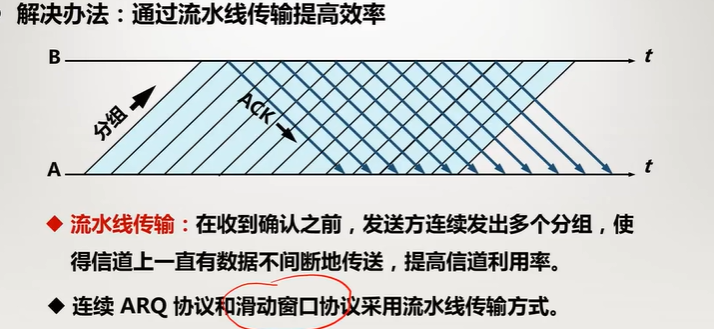 解决办法：通过流水线传输提高效率
B
t
分组
ACK
A
t
流水线传输：在收到确认之前，发送方连续发出多个分组，使
得信道上一直有数据不间断地传送，提高信道利用率。
连续 ARQ 协议和滑动窗口协议采用流水线传输方式。